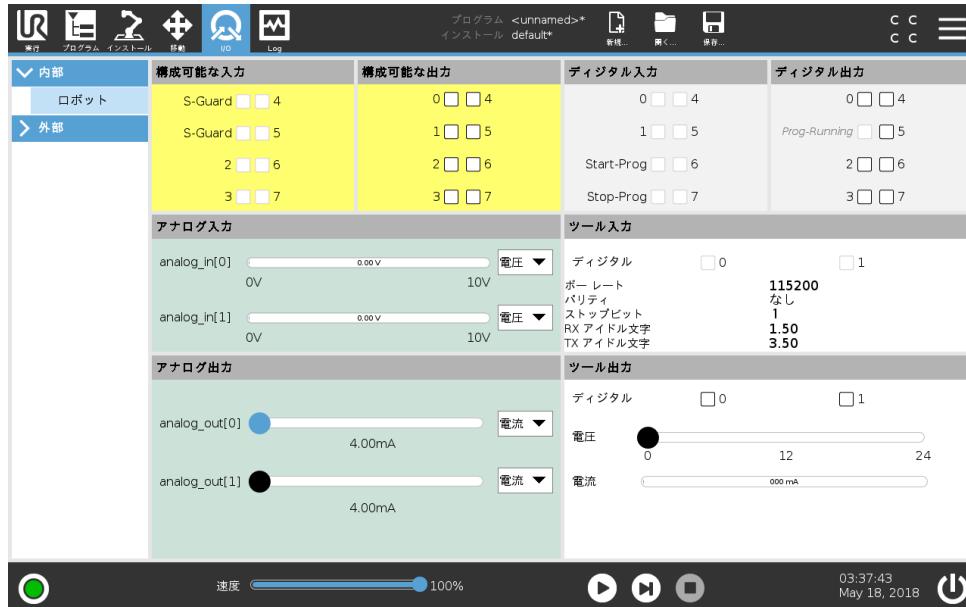 プログラム <unnamed>*
インストール default*
UR
実行 プログラム インストール 移動 I/O Log 新規... 開く... 保存...
C C
C C
内部
ロボット
外部
構成可能な入力
S-Guard 4
S-Guard 5
2 6
3 7
構成可能な出力
0 4
1 5
2 6
3 7
ディジタル入力
0 4
1 5
Start-Prog 6
Stop-Prog 7
ディジタル出力
0 4
Prog-Running 5
2 6
3 7
アナログ入力
analog_in[0] 0.00 V 電圧
0V 10V
analog_in[1] 0.00 V 電圧
0V 10V
ツール入力
ディジタル 0 1
ボー レート 115200
パリティ なし
ストップビット 1
RX アイドル文字 1.50
TX アイドル文字 3.50
アナログ出力
analog_out[0] 電流
4.00mA
analog_out[1] 電流
4.00mA
ツール出力
ディジタル 0 1
電圧
0 12 24
電流 000 mA
速度 100%
03:37:43
May 18, 2018